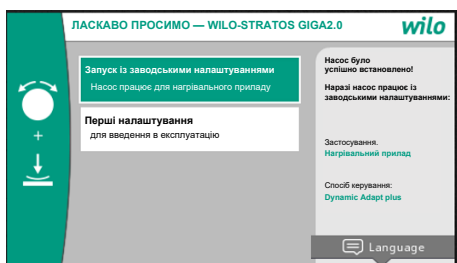 ЛАСКАВО ПРОСИМО — WILO-STRATOS GIGA2.0
wilo
Запуск із заводськими налаштуваннями
Насос працює для нагрівального приладу
Перші налаштування
для введення в експлуатацію
+
Насос було
успішно встановлено!
Наразі насос працює із
заводськими налаштуваннями:
Застосування.
Нагрівальний прилад
Спосіб керування:
Dynamic Adapt plus
Language